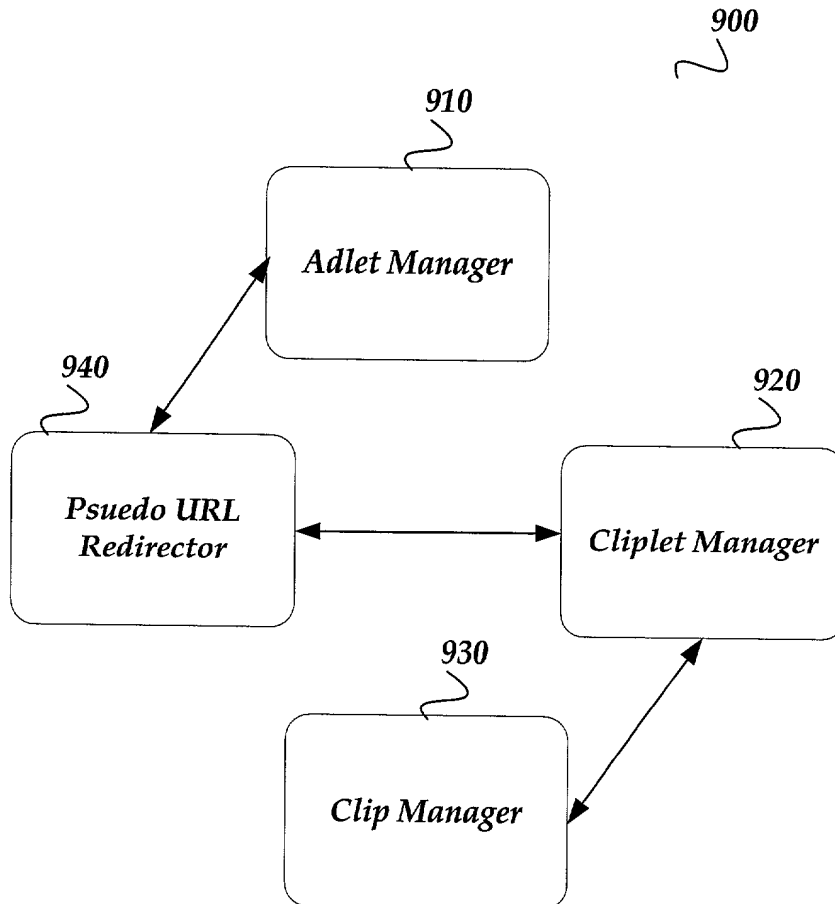 900
910
Adlet Manager
940
920
Psuedo URL
Redirector
Cliplet Manager
930
Clip Manager